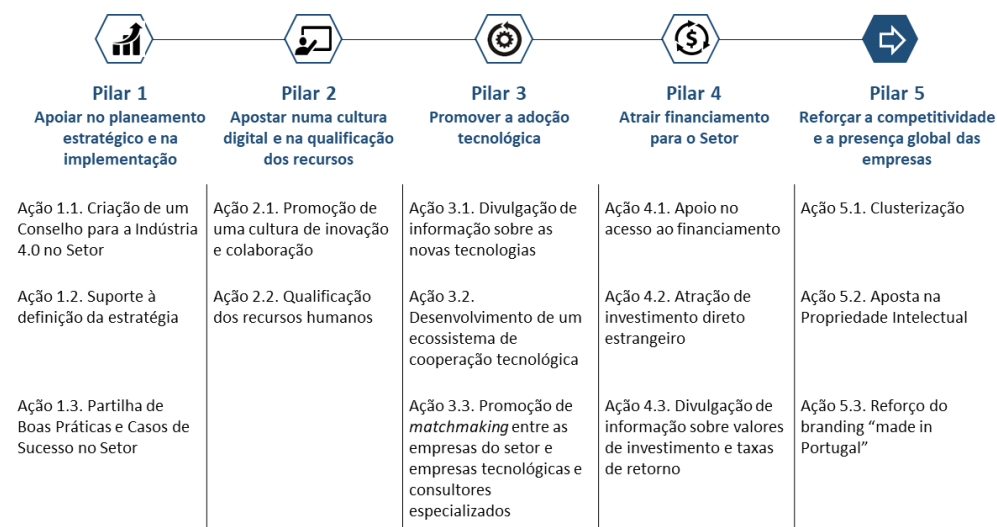 $
Pilar 1
Apoiar no planeamento
estratégico e na
implementação
Pilar 2
Apostar numa cultura
digital e na qualificação
dos recursos
Pilar 3
Promover a adoção
tecnológica
Pilar 4
Atrair financiamento
para o Setor
Pilar 5
Reforçar a competitividade
e a presença global das
empresas
Ação 1.1. Criação de um
Conselho para a Indústria
4.0 no Setor
Ação 2.1. Promoção de
uma cultura de inovação
e colaboração
Ação 3.1. Divulgação de
informação sobre as
novas tecnologias
Ação 4.1. Apoio no
acesso ao financiamento
Ação 5.1. Clusterização
Ação 1.2. Suporte à
definição da estratégia
Ação 2.2. Qualificação
dos recursos humanos
Ação 3.2.
Desenvolvimento de um
ecossistema de
cooperação tecnológica
Ação 4.2. Atração de
investimento direto
estrangeiro
Ação 5.2. Aposta na
Propriedade Intelectual
Ação 1.3. Partilha de
Boas Práticas e Casos de
Sucesso no Setor
Ação 3.3. Promoção de
matchmaking entre as
empresas do setor e
empresas tecnológicas e
consultores
especializados
Ação 4.3. Divulgação de
informação sobre valores
de investimento e taxas
de retorno
Ação 5.3. Reforço do
branding “made in
Portugal”